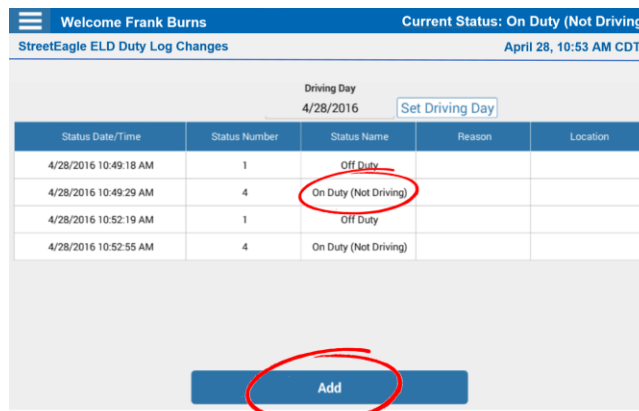 Welcome Frank Burns Current Status: On Duty (Not Driving
StreetEagle ELD Duty Log Changes April 28, 10:53 AM CDT
Driving Day
4/28/2016 Set Driving Day
Status Date/Time Status Number Status Name Reason Location
4/28/2016 10:49:18 AM 1 Off Duty
4/28/2016 10:49:29 AM 4 On Duty (Not Driving)
4/28/2016 10:52:19 AM 1 Off Duty
4/28/2016 10:52:55 AM 4 On Duty (Not Driving)
Add